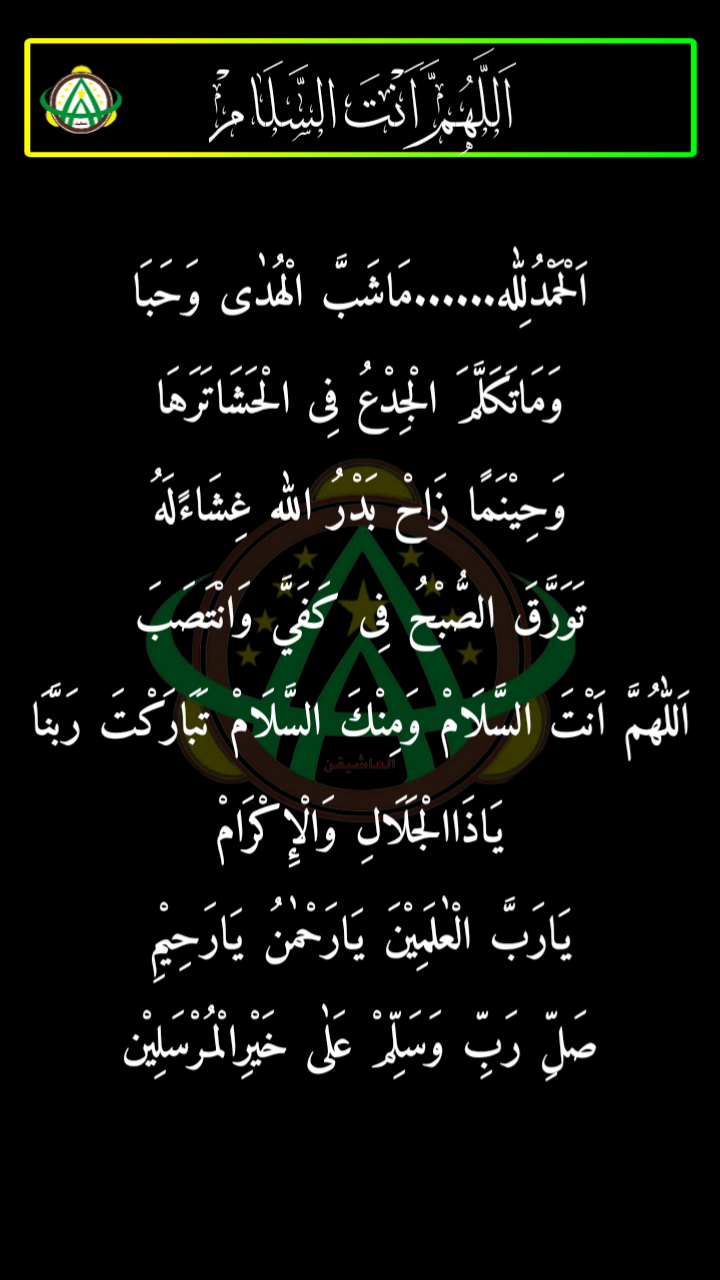 اَللّٰهُمَّ اَنْتَ السَّلَامْ
اَلْحَمْدُلِلّٰه......مَاشَبَّ الْهُدٰى وَحَبَا
وَمَاتَكَلَّمَ الْجِدْعُ فِى الْحَشَاتَرَهَا
وَحِيْنَمًا زَاحْ بَدْرُ الله غِشَاءًلَهُ
تَوَرَّقَ الصُّبْحُ فِى كَفَيَّ وَانْتَصَبَ
اَللّٰهُمَّ اَنْتَ السَّلَامْ وَمِنْكَ السَّلَامْ تَبَارَكْتَ رَبَّنَا
يَاذَاالْجَلَالِ وَالْإِكْرَامْ
يَارَبَّ الْعٰلَمِيْنَ يَارَحْمٰنُ يَارَحِيْمِ
صَلِّ رَبِّ وَسَلِّمْ عَلٰى خَيْرِالْمُرْسَلِيْن
العاشيقن